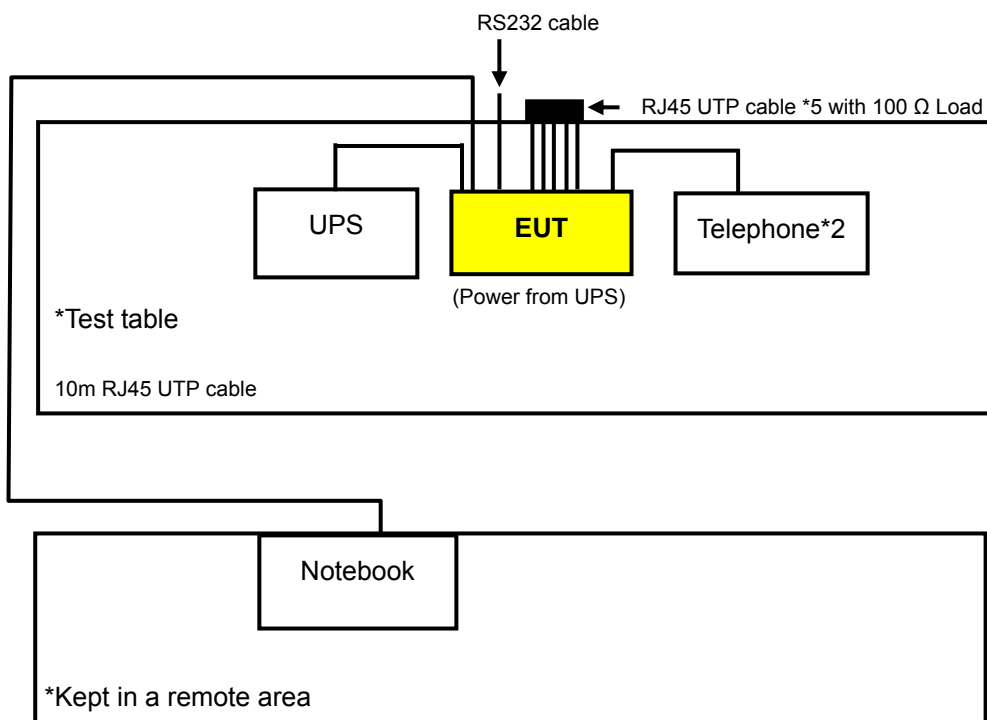 RS232 cable
RJ45 UTP cable *5 with 100 Ω Load
UPS
EUT
Telephone*2
(Power from UPS)
*Test table
10m RJ45 UTP cable
Notebook
*Kept in a remote area